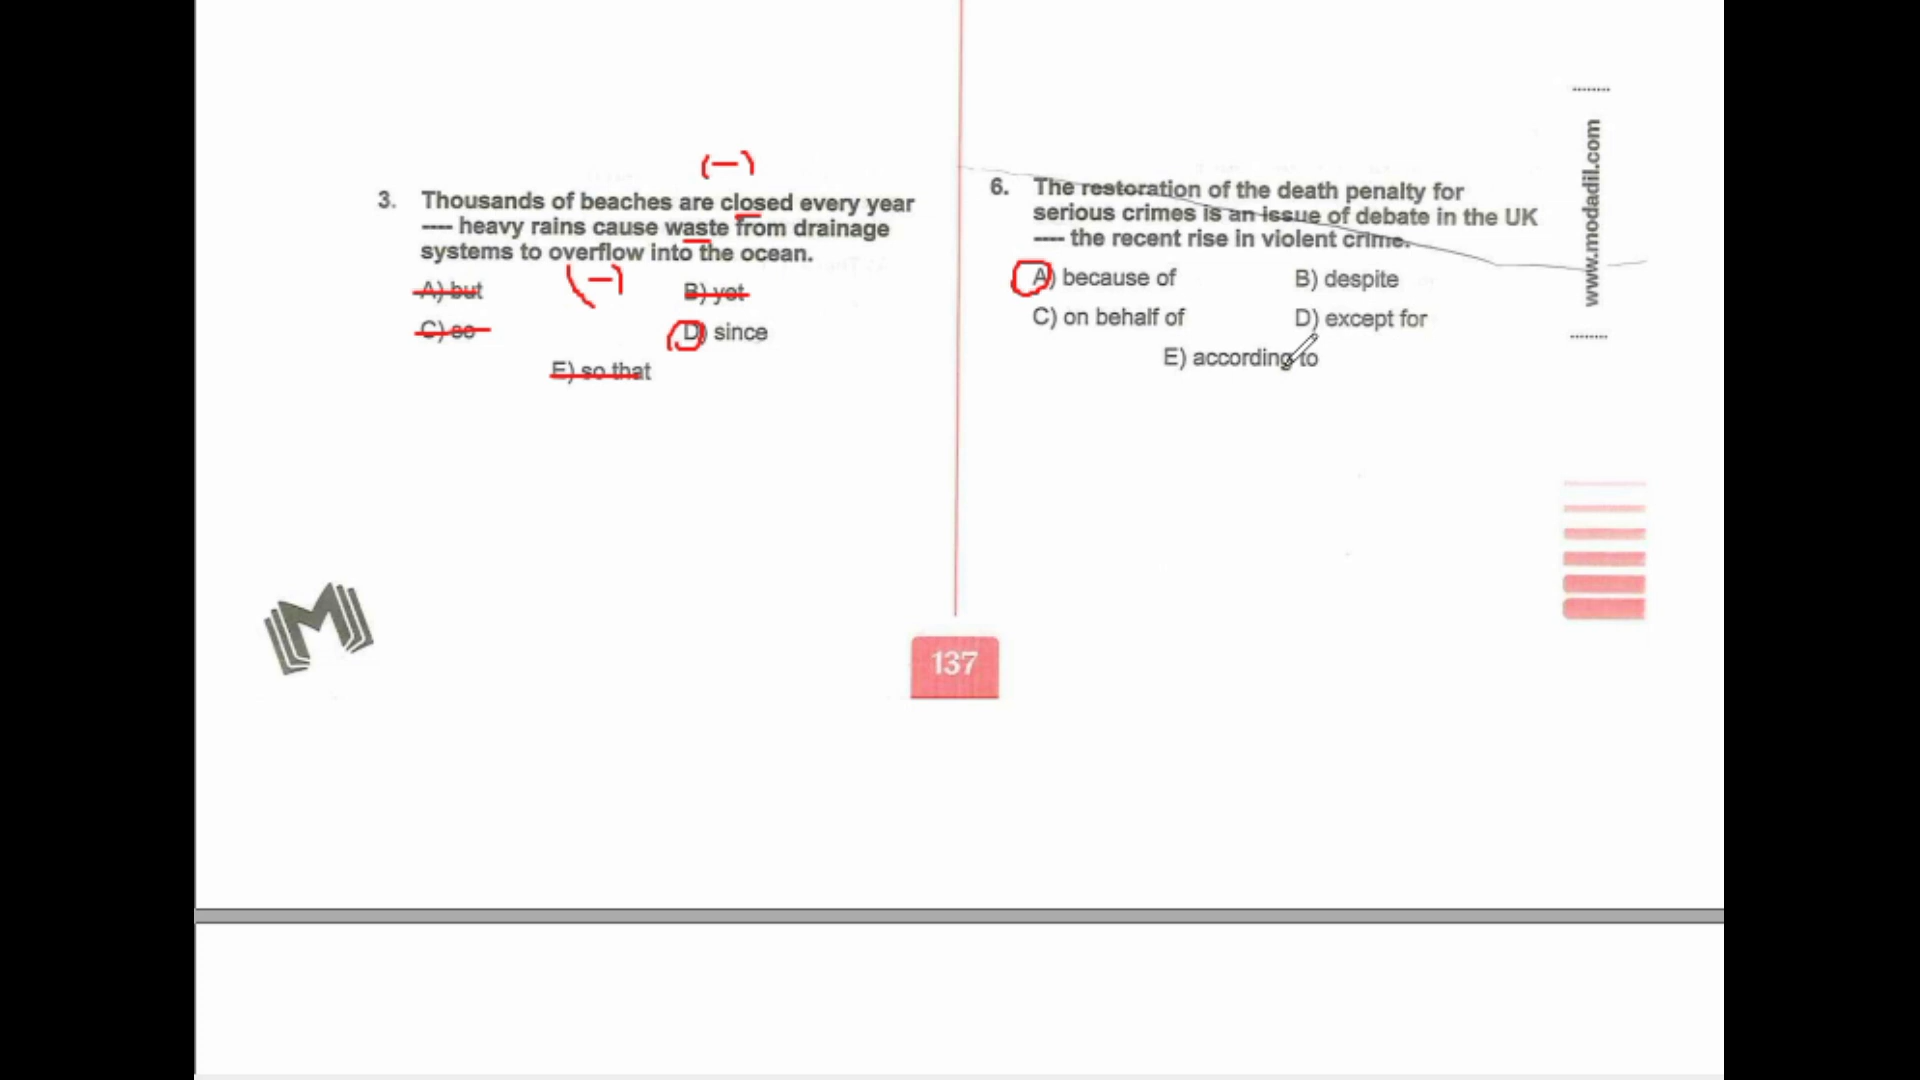 (—)
3. Thousands of beaches are closed every year
---- heavy rains cause waste from drainage
systems to overflow into the ocean.
(—)
A) but B) yet
C) so D) since
E) so that
6. The restoration of the death penalty for
serious crimes is an issue of debate in the UK
---- the recent rise in violent crime.
A) because of B) despite
C) on behalf of D) except for
E) according to
www.modadil.com
M
137